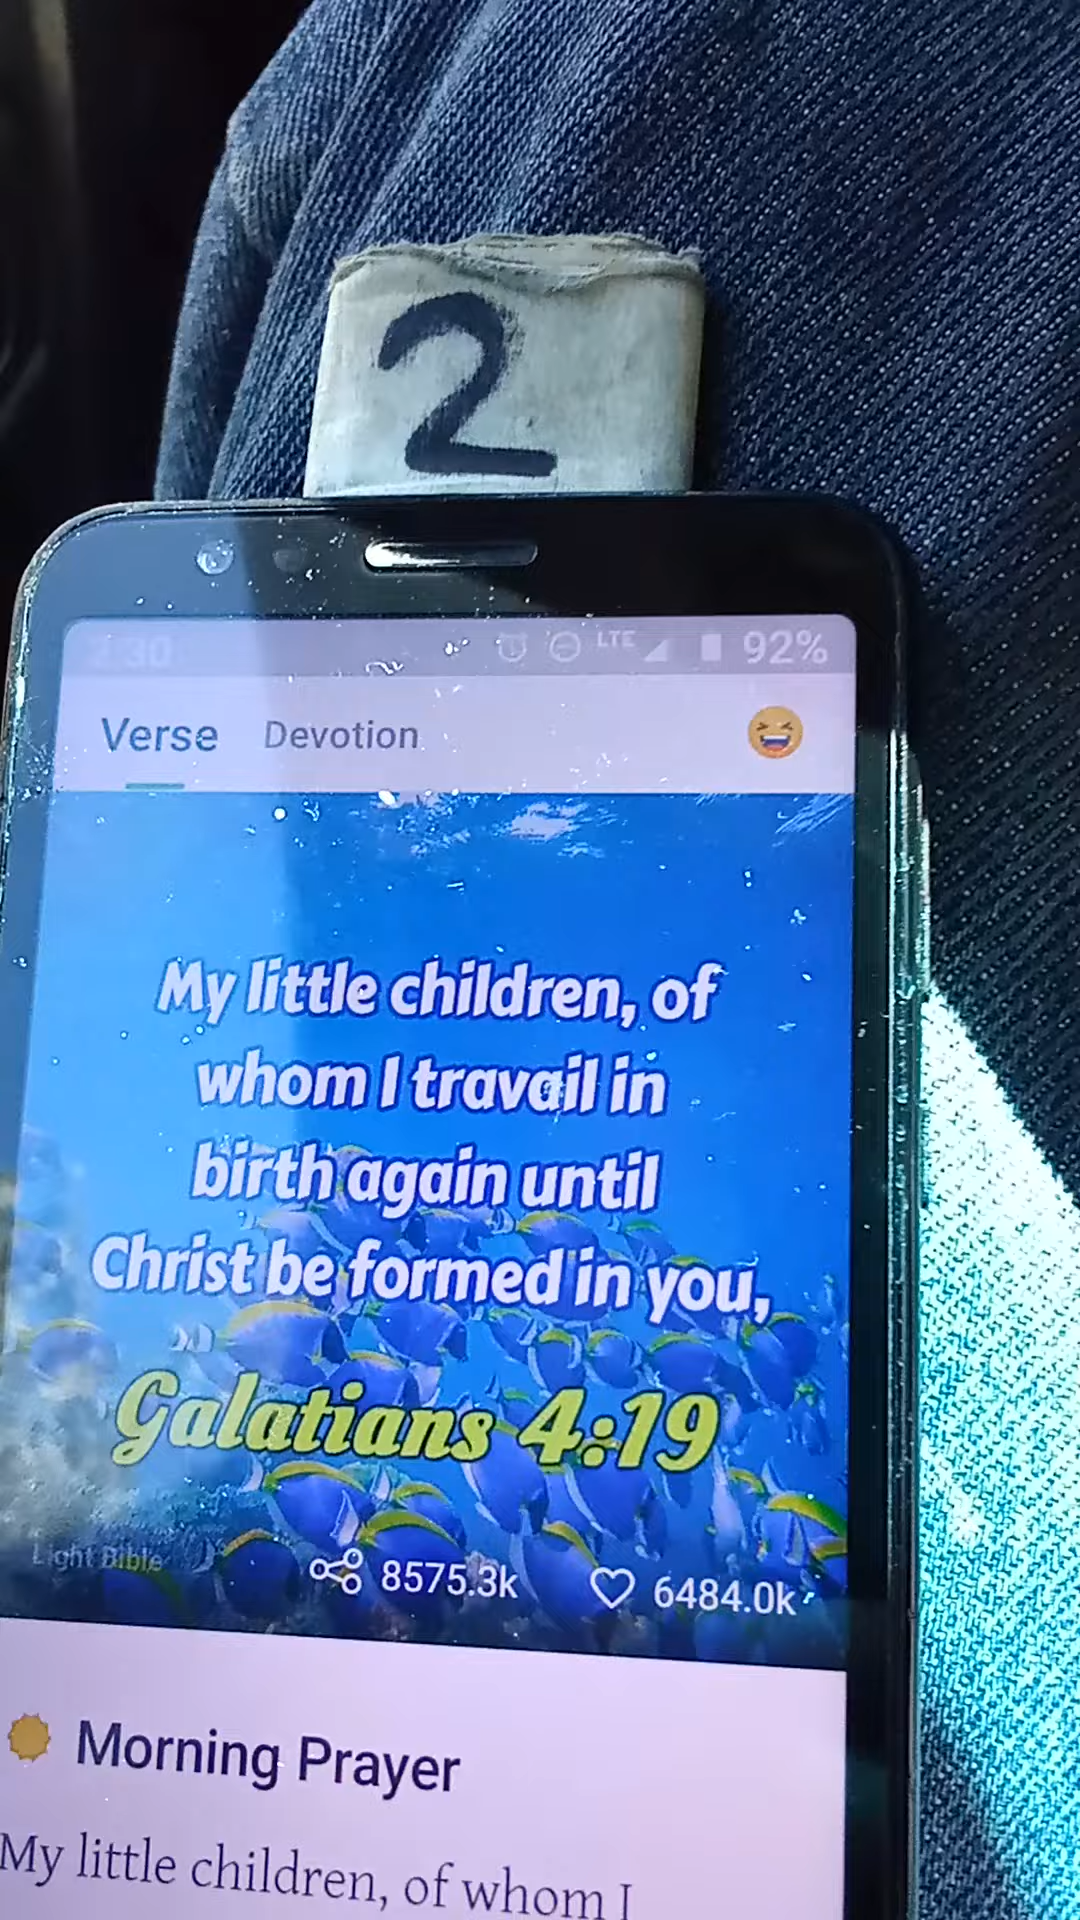 2
2:30 LTE 92%
Verse Devotion
My little children, of
whom I travail in
birth again until
Christ be formed in you,
Galatians 4:19
Light Bible 8575.3k 6484.0k
Morning Prayer
My little children, of whom I